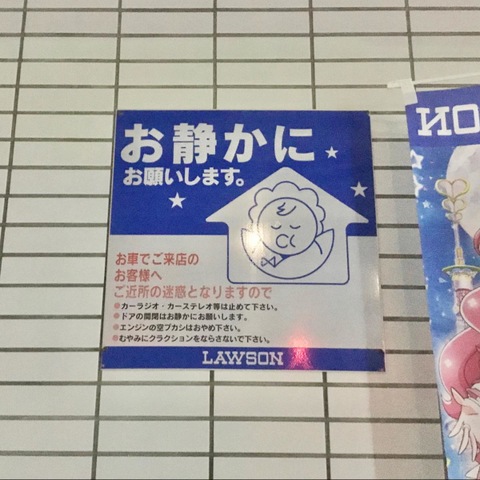 お静かに
お願いします。
お車でご来店の
お客様へ
ご近所の迷惑となりますので
●カーラジオ・カーステレオ等は止めて下さい。
●ドアの開閉はお静かにお願いします。
●エンジンの空ブカシはおやめ下さい。
●むやみにクラクションをならさないで下さい。
LAWSON
ON